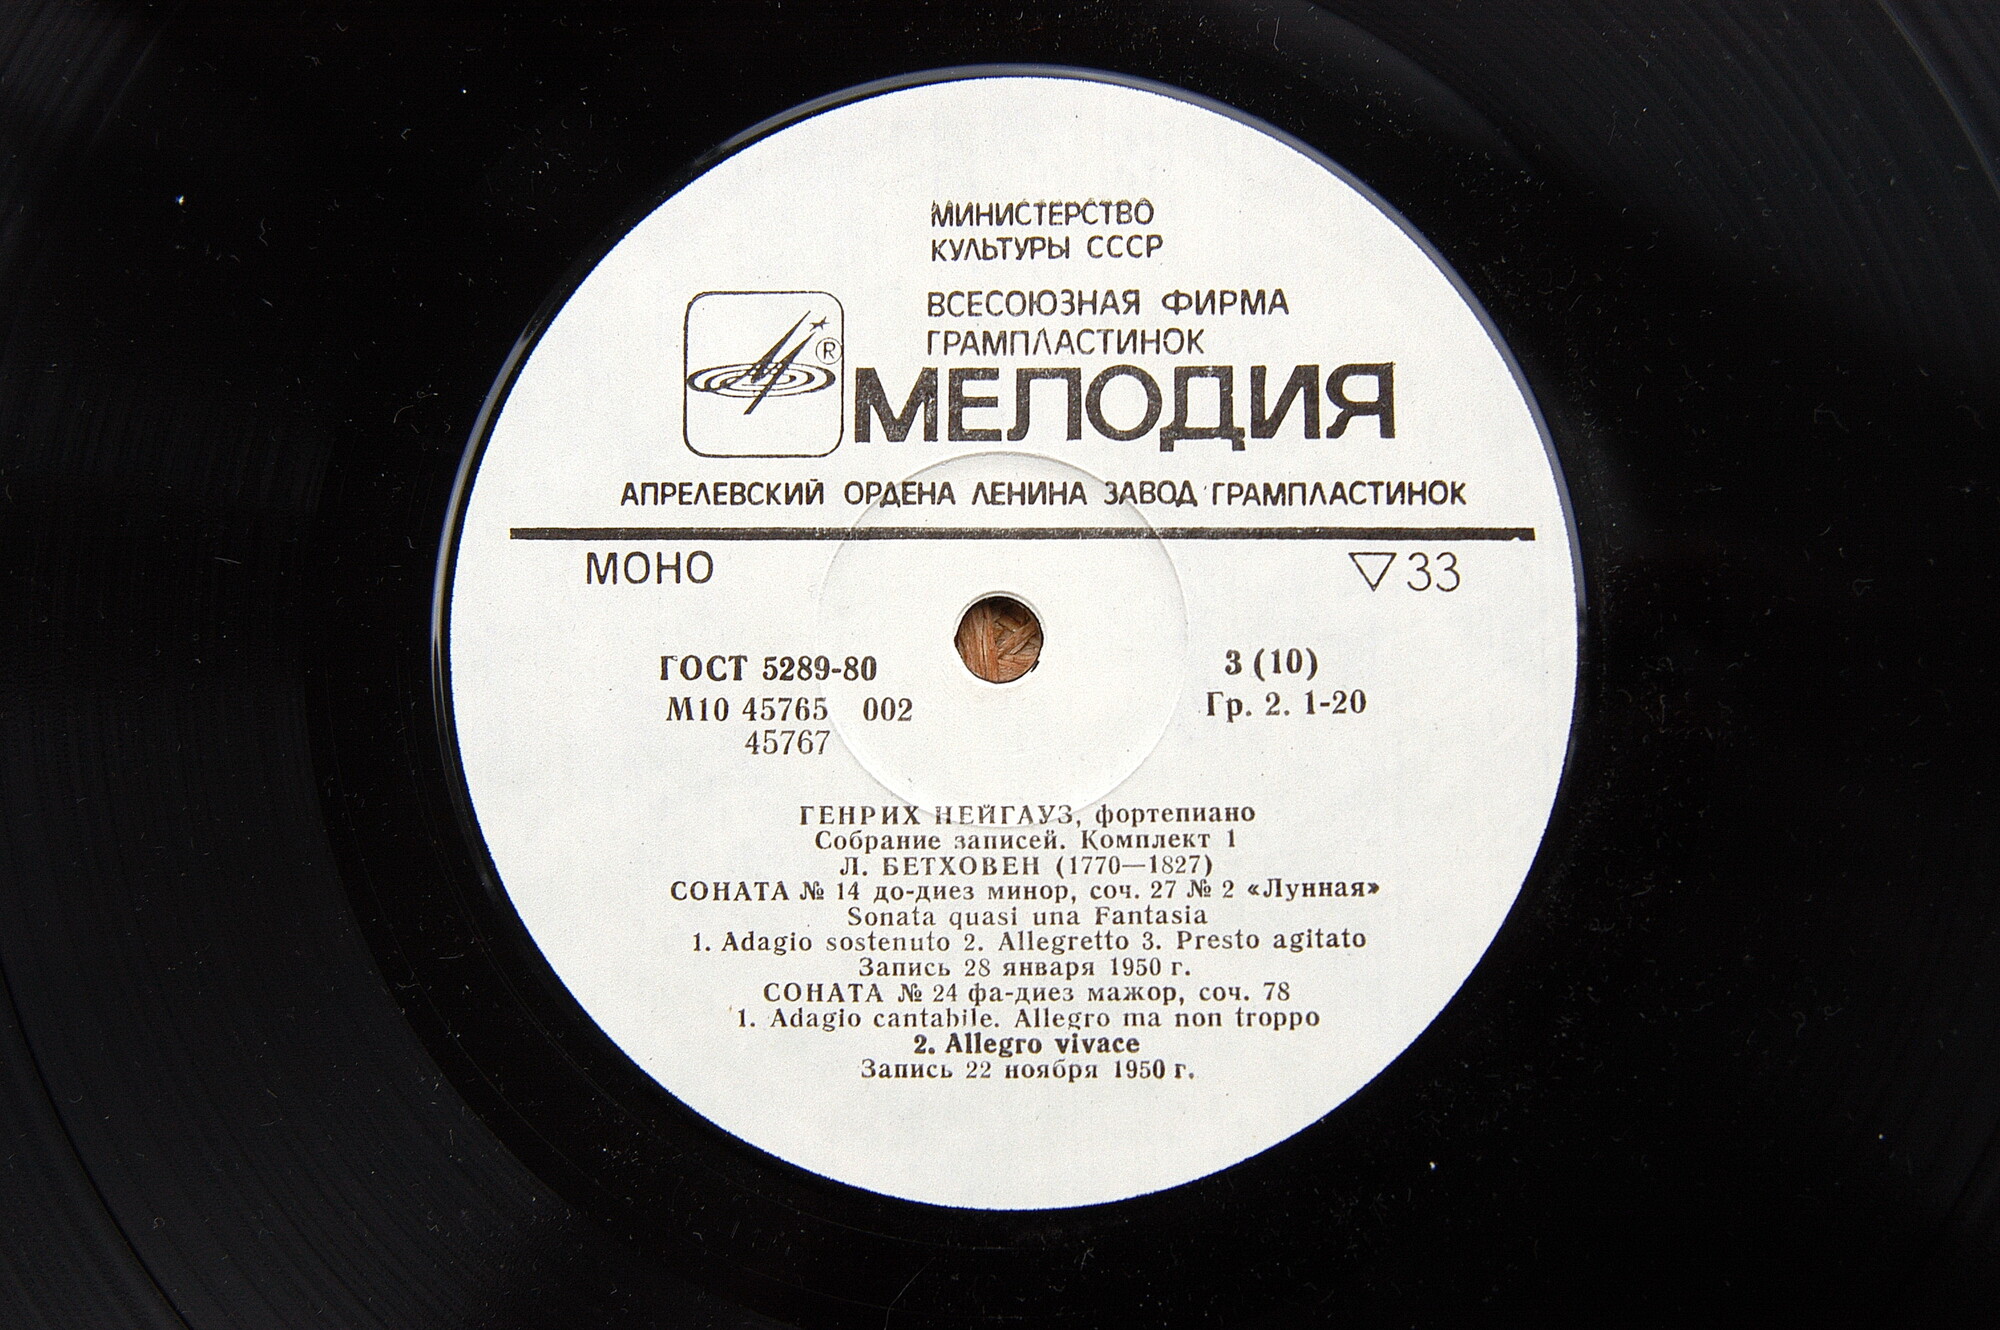 МИНИСТЕРСТВО
КУЛЬТУРЫ СССР
ВСЕСОЮЗНАЯ ФИРМА
ГРАМПЛАСТИНОК
®
МЕЛОДИЯ
АПРЕЛЕВСКИЙ ОРДЕНА ЛЕНИНА ЗАВОД ГРАМПЛАСТИНОК
МОНО
▽33
ГОСТ 5289-80
3 (10)
М10 45765 002
Гр. 2. 1-20
45767
ГЕНРИХ НЕЙГАУЗ, фортепиано
Собрание записей. Комплект 1
Л. БЕТХОВЕН (1770—1827)
СОНАТА № 14 до-диез минор, соч. 27 № 2 «Лунная»
Sonata quasi una Fantasia
1. Adagio sostenuto 2. Allegretto 3. Presto agitato
Запись 28 января 1950 г.
СОНАТА № 24 фа-диез мажор, соч. 78
1. Adagio cantabile. Allegro ma non troppo
2. Allegro vivace
Запись 22 ноября 1950 г.